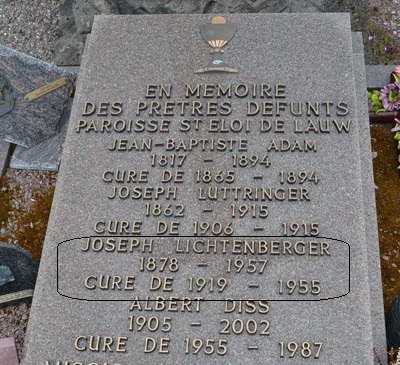 EN MEMOIRE
DES PRETRES DEFUNTS
PAROISSE ST ELOI DE LAUW
JEAN-BAPTISTE ADAM
1817 - 1894
CURE DE 1865 - 1894
JOSEPH LUTTRINGER
1862 - 1915
CURE DE 1906 - 1915
JOSEPH LICHTENBERGER
1878 - 1957
CURE DE 1919 - 1955
ALBERT DISS
1905 - 2002
CURE DE 1955 - 1987